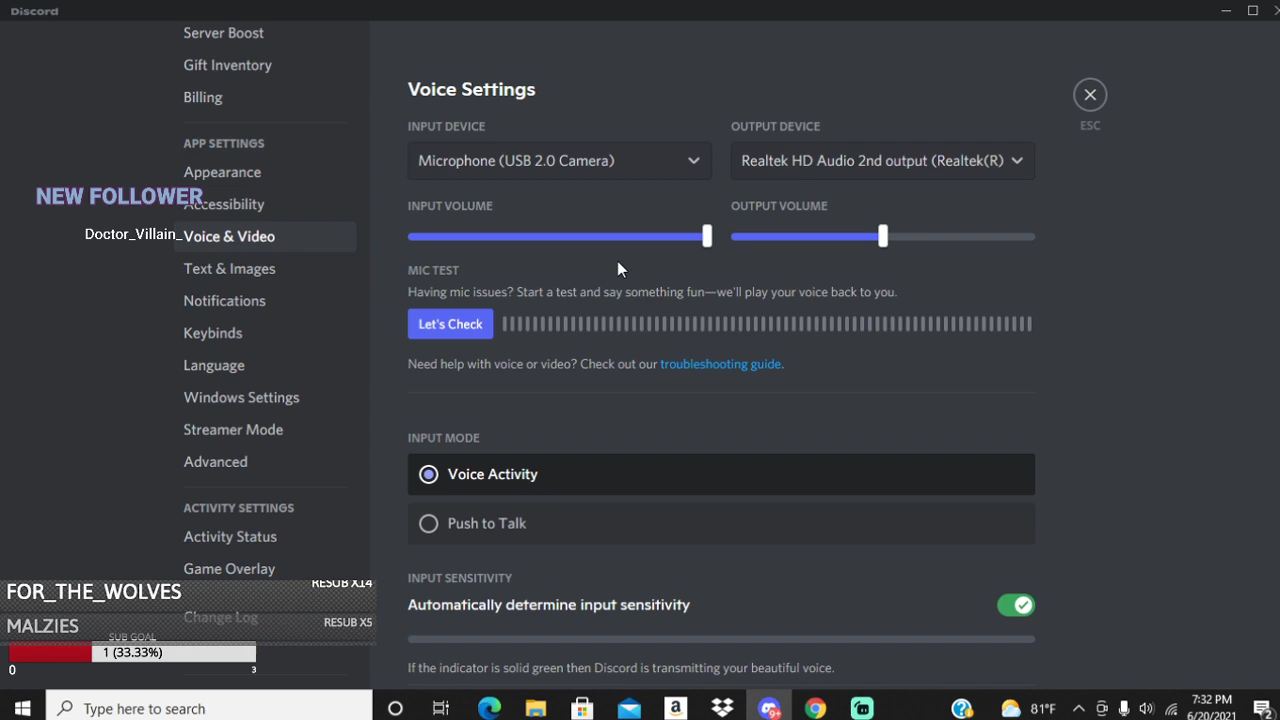 Discord
Server Boost
Gift Inventory
Billing
APP SETTINGS
Appearance
NEW FOLLOWER
Accessibility
Doctor_Villain_
Voice & Video
Text & Images
Notifications
Keybinds
Language
Windows Settings
Streamer Mode
Advanced
ACTIVITY SETTINGS
Activity Status
Game Overlay
FOR_THE_WOLVES
RESUB X14
Change Log
MALZIES
RESUB X5
SUB GOAL
1 (33.33%)
0
3
Voice Settings
ESC
INPUT DEVICE
OUTPUT DEVICE
Microphone (USB 2.0 Camera)
Realtek HD Audio 2nd output (Realtek(R)
INPUT VOLUME
OUTPUT VOLUME
MIC TEST
Having mic issues? Start a test and say something fun—we'll play your voice back to you.
Let's Check
Need help with voice or video? Check out our troubleshooting guide.
INPUT MODE
Voice Activity
Push to Talk
INPUT SENSITIVITY
Automatically determine input sensitivity
If the indicator is solid green then Discord is transmitting your beautiful voice.
Type here to search
a
9+
?
81°F
7:32 PM
6/20/2021
2